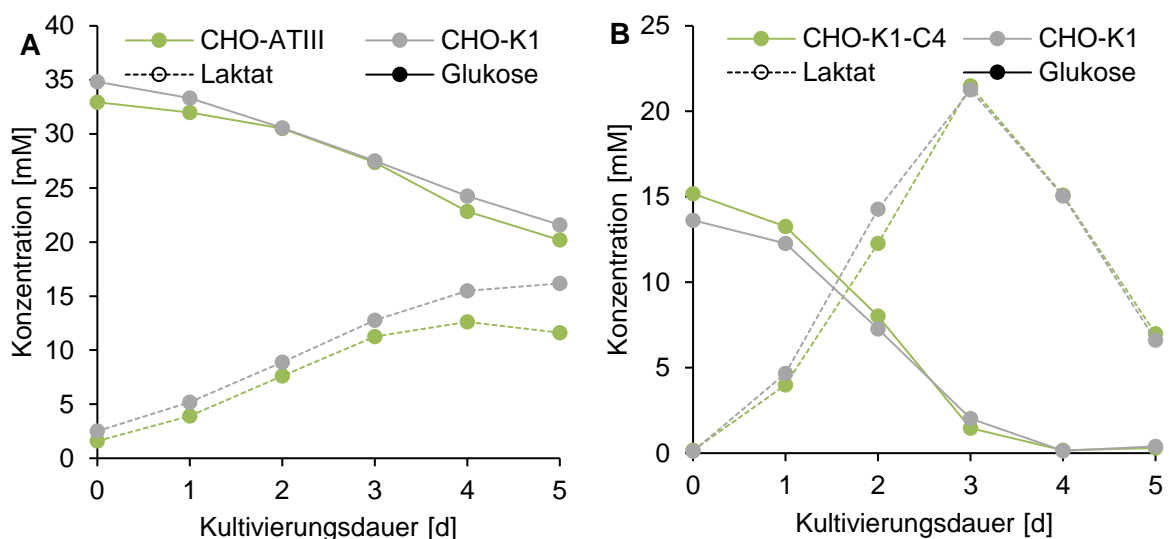 A
CHO-ATIII
CHO-K1
Laktat
Glukose
Konzentration [mM]
40
35
30
25
20
15
10
5
0
0 1 2 3 4 5
Kultivierungsdauer [d]
B
CHO-K1-C4
CHO-K1
Laktat
Glukose
Konzentration [mM]
25
20
15
10
5
0
0 1 2 3 4 5
Kultivierungsdauer [d]